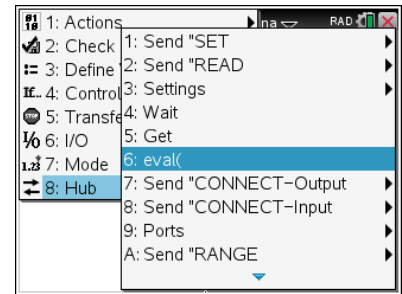 1: Actions
na RAD
2: Check
3: Define
4: Control
5: Transfe
6: I/O
7: Mode
8: Hub
1: Send "SET
2: Send "READ
3: Settings
4: Wait
5: Get
6: eval(
7: Send "CONNECT-Output
8: Send "CONNECT-Input
9: Ports
A: Send "RANGE